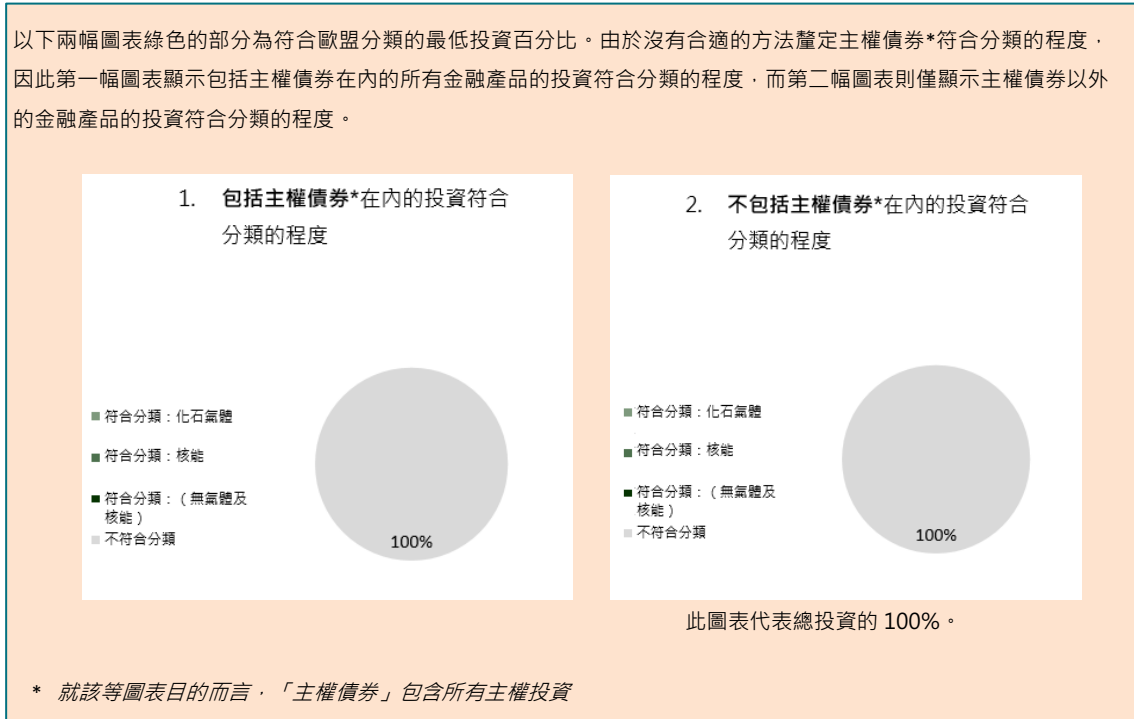 以下兩幅圖表綠色的部分為符合歐盟分類的最低投資百分比。由於沒有合適的方法釐定主權債券*符合分類的程度，
因此第一幅圖表顯示包括主權債券在內的所有金融產品的投資符合分類的程度，而第二幅圖表則僅顯示主權債券以外
的金融產品的投資符合分類的程度。
1. 包括主權債券*在內的投資符合
分類的程度
符合分類：化石氣體
符合分類：核能
符合分類：（無氣體及
核能）
不符合分類
100%
2. 不包括主權債券*在內的投資符合
分類的程度
符合分類：化石氣體
符合分類：核能
符合分類：（無氣體及
核能）
不符合分類
100%
此圖表代表總投資的 100%。
* 就該等圖表目的而言，「主權債券」包含所有主權投資